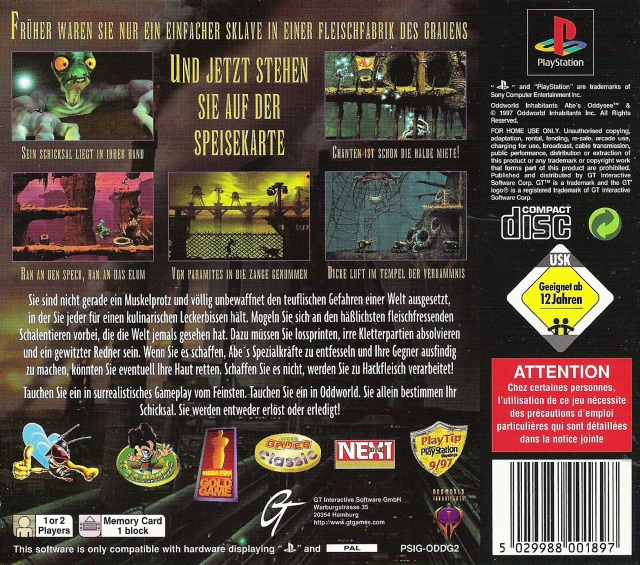 FRÜHER WAREN SIE NUR EIN EINFACHER SKLAVE IN EINER FLEISCHFABRIK DES GRAUENS
UND JETZT STEHEN
SIE AUF DER
SPEISEKARTE
SEIN SCHICKSAL LIEGT IN IHRER HAND
CHANTEN IST SCHON DIE HALBE MIETE!
RAN AN DEN SPECK, RAN AN DAS ELUM
VON PARAMITES IN DIE ZANGE GENOMMEN
DICKE LUFT IM TEMPEL DER VERDAMMNIS
Sie sind nicht gerade ein Muskelprotz und völlig unbewaffnet den teuflischen Gefahren einer Welt ausgesetzt,
in der Sie jeder für einen kulinarischen Leckerbissen hält. Mogeln Sie sich an den häßlichsten fleischfressenden
Schalentieren vorbei, die die Welt jemals gesehen hat. Dazu müssen Sie lossprinten, irre Kletterpartien absolvieren
und ein gewitzter Redner sein. Wenn Sie es schaffen, Abe´s Spezialkräfte zu entfesseln und Ihre Gegner ausfindig
zu machen, könnten Sie eventuell Ihre Haut retten. Schaffen Sie es nicht, werden Sie zu Hackfleisch verarbeitet!
Tauchen Sie ein in surrealistisches Gameplay vom Feinsten. Tauchen Sie ein in Oddworld. Sie allein bestimmen Ihr
Schicksal. Sie werden entweder erlöst oder erledigt!
PlayStation
"PS" and "PlayStation" are trademarks of
Sony Computer Entertainment Inc.
Oddworld Inhabitants Abe's Oddysee™ &
© 1997 Oddworld Inhabitants Inc. All Rights
Reserved.
FOR HOME USE ONLY. Unauthorised copying,
adaptation, rental, lending, re-sale, arcade use,
charging for use, broadcast, cable transmission,
public performance, distribution or extraction of
this product or any trademark or copyright work
that forms part of this product are prohibited.
Published and distributed by GT Interactive
Software Corp. GT™ is a trademark and the GT
logo® is a registered trademark of GT Interactive
Software Corp.
COMPACT
disc
USK
Geeignet ab
12 Jahren
ATTENTION
Chez certaines personnes,
l'utilisation de ce jeu nécessite
des précautions d'emploi
particulières qui sont détaillées
dans la notice jointe
GOLD
GAME
GAMES
Classic
NEXT
PlayTip
PlayStation
9/97
GT
GT Interactive Software GmbH
Warburgstrasse 35
20354 Hamburg
http://www.gtgames.com
ODDWORLD
INHABITANTS
1 or 2
Players
Memory Card
1 block
This software is only compatible with hardware displaying "PS" and PAL
PSIG-ODDG2
5 029988 001897